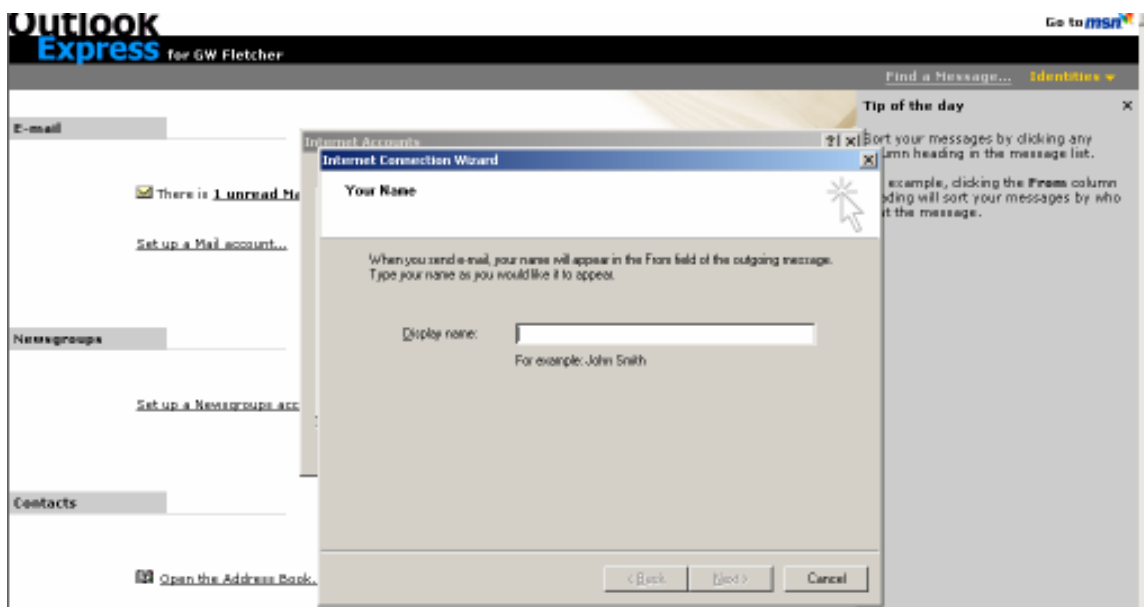 Outlook
Express for GW Fletcher
Go to msn
Find a Message... Identities
Tip of the day
E-mail
There is 1 unread Ma
Set up a Mail account...
Newsgroups
Set up a Newsgroups acc
Contacts
Open the Address Book.
Internet Accounts
Internet Connection Wizard
Your Name
When you send e-mail, your name will appear in the From field of the outgoing message.
Type your name as you would like it to appear.
Display name:
For example: John Smith
< Back
Next >
Cancel
Sort your messages by clicking any
umn heading in the message list.
example, clicking the From column
ding will sort your messages by who
t the message.